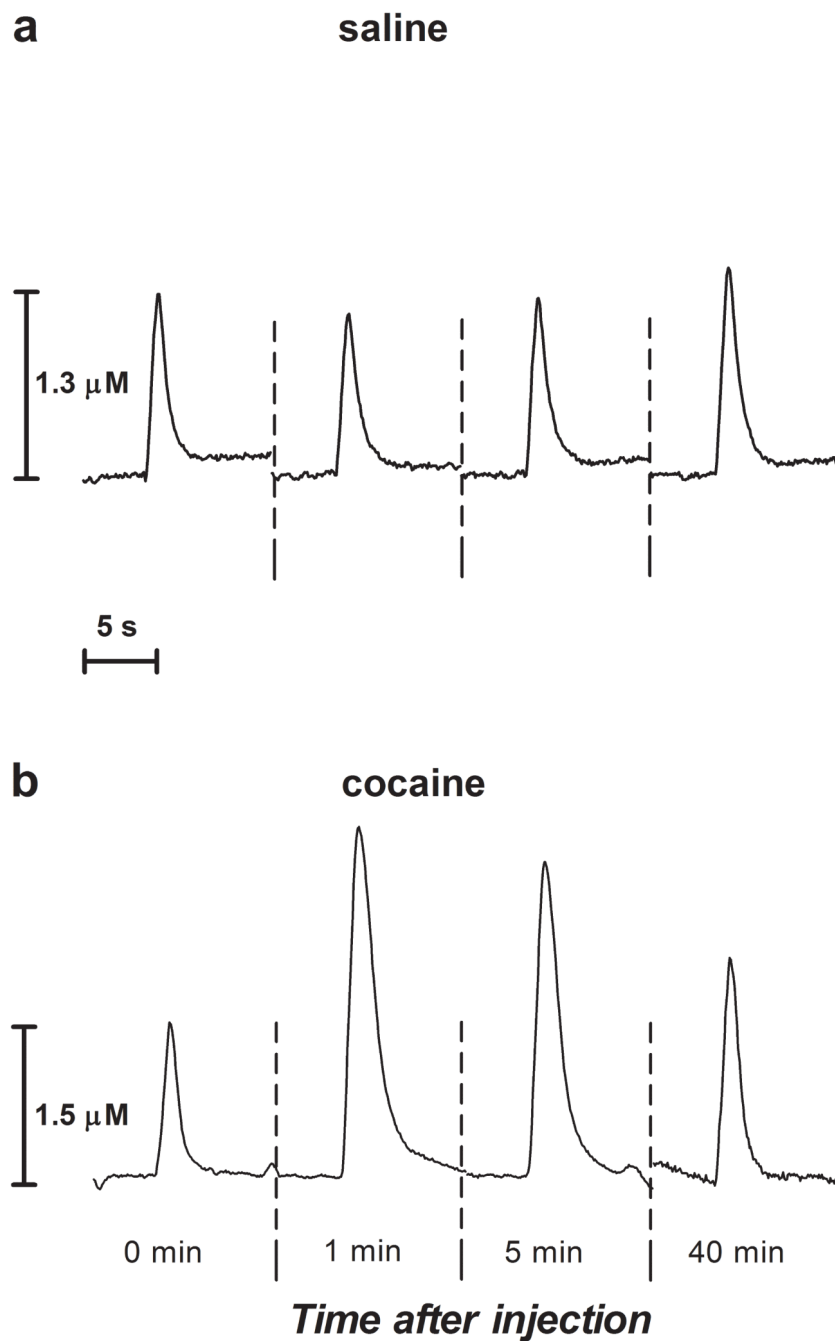 a
saline
1.3 μM
5 s
b
cocaine
1.5 μM
0 min 1 min 5 min 40 min
Time after injection